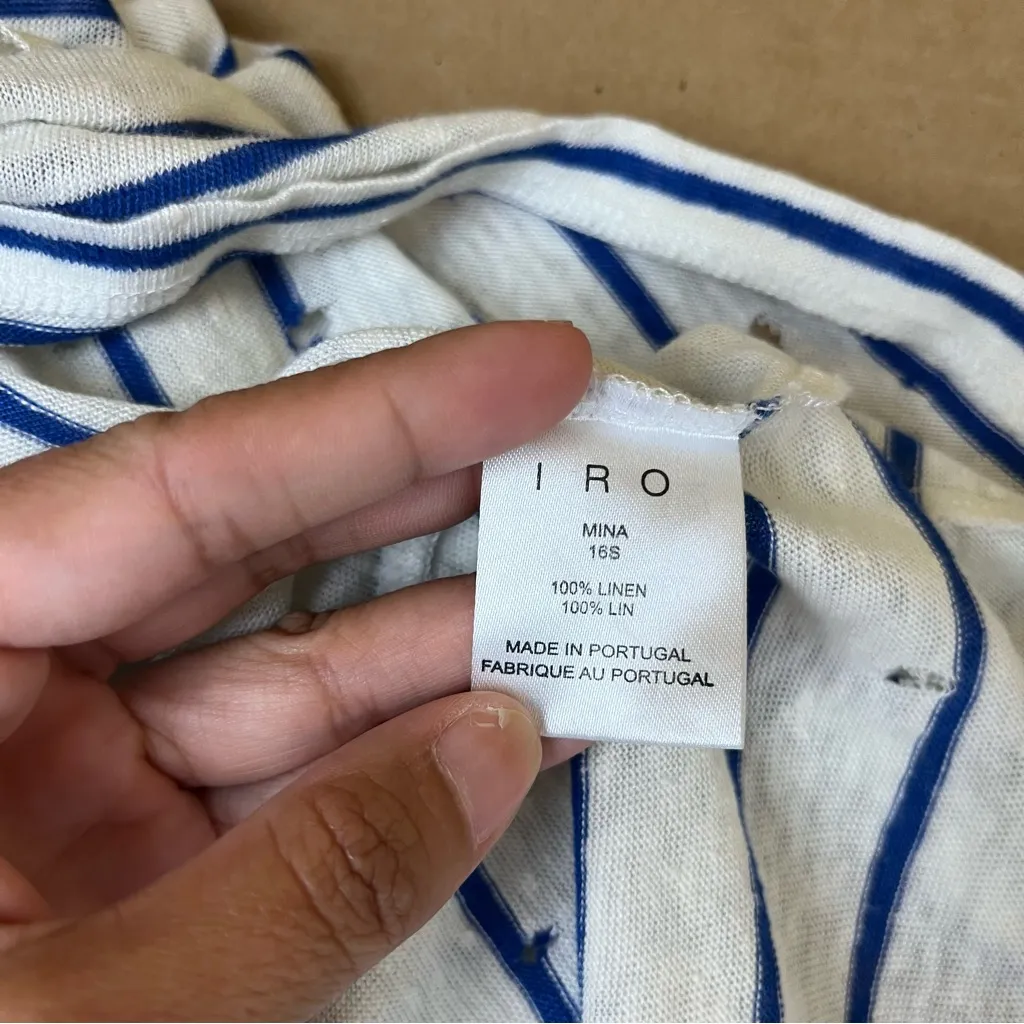 IRO
MINA
16S
100% LINEN
100% LIN
MADE IN PORTUGAL
FABRIQUE AU PORTUGAL